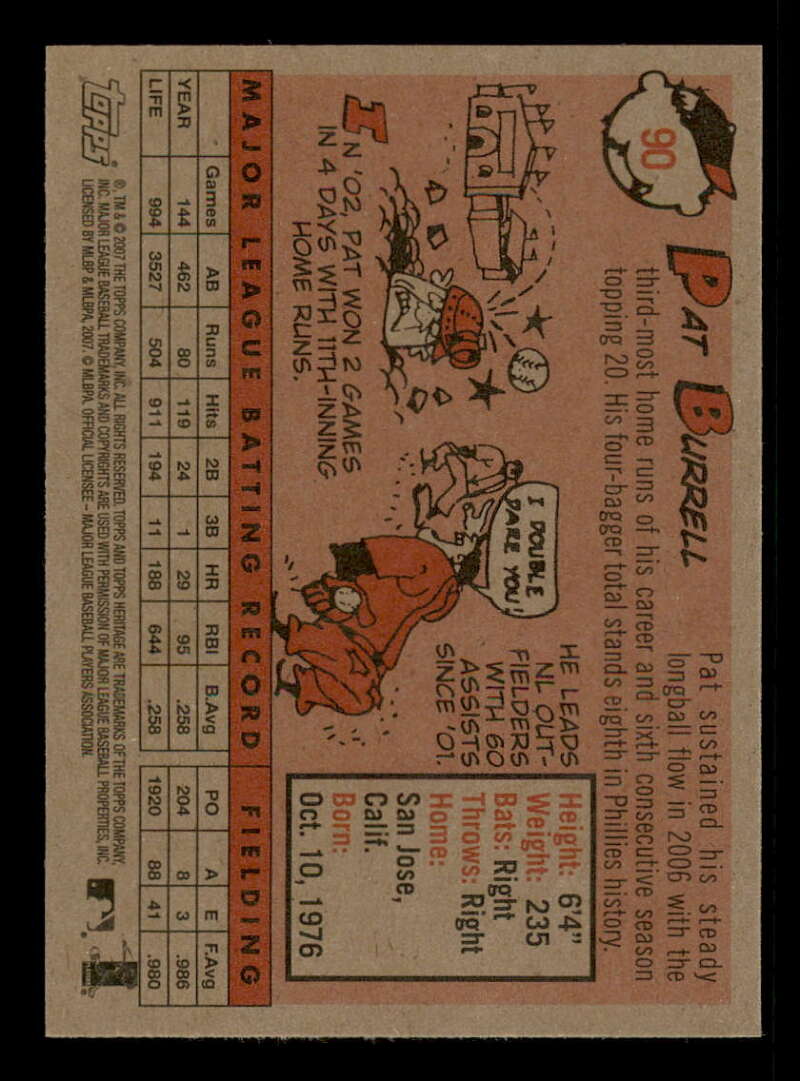 90
PAT BURRELL
Pat sustained his steady
longball flow in 2006 with the
third-most home runs of his career and sixth consecutive season
topping 20. His four-bagger total stands eighth in Phillies history.
IN '02, PAT WON 2 GAMES
IN 4 DAYS WITH 11TH-INNING
HOME RUNS.
I DOUBLE
DARE YOU!
HE LEADS
NL OUT-
FIELDERS
WITH 60
ASSISTS
SINCE '01.
Height: 6'4"
Weight: 235
Bats: Right
Throws: Right
Home:
San Jose,
Calif.
Born:
Oct. 10, 1976
MAJOR LEAGUE BATTING RECORD FIELDING
Games AB Runs Hits 2B 3B HR RBI B.Avg PO A E F.Avg
YEAR 144 462 80 119 24 1 29 95 .258 204 8 3 .986
LIFE 994 3527 504 911 194 11 188 644 .258 1920 88 41 .980
TOPPS
®, TM & © 2007 THE TOPPS COMPANY, INC. ALL RIGHTS RESERVED. TOPPS AND TOPPS HERITAGE ARE TRADEMARKS OF THE TOPPS COMPANY,
INC. MAJOR LEAGUE BASEBALL TRADEMARKS AND COPYRIGHTS ARE USED WITH PERMISSION OF MAJOR LEAGUE BASEBALL PROPERTIES, INC.
LICENSED BY MLBP & MLBPA, 2007. © MLBPA. OFFICIAL LICENSEE – MAJOR LEAGUE BASEBALL PLAYERS ASSOCIATION.